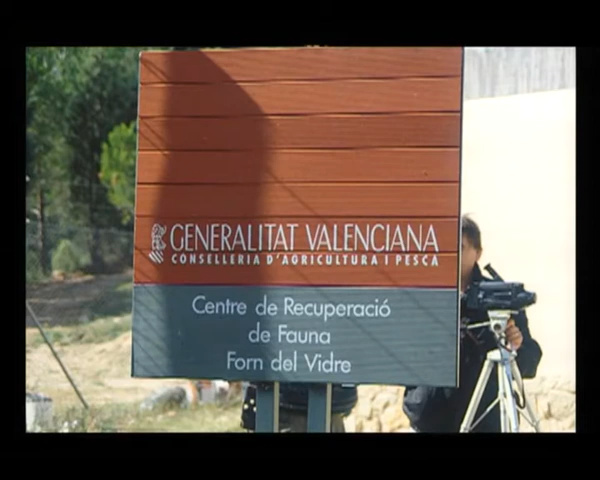 GENERALITAT VALENCIANA
CONSELLERIA D'AGRICULTURA I PESCA
Centre de Recuperació
de Fauna
Forn del Vidre